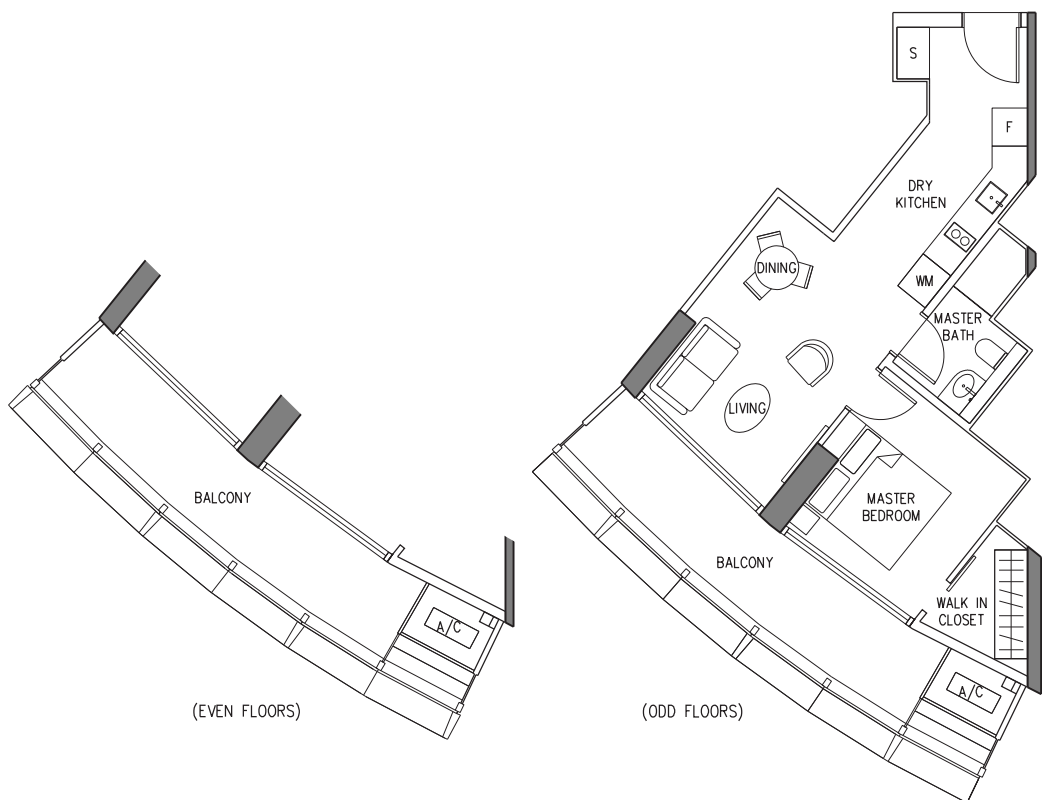 S
F
DRY
KITCHEN
DINING
WM
MASTER
BATH
LIVING
MASTER
BEDROOM
BALCONY
WALK IN
CLOSET
A/C
(ODD FLOORS)
BALCONY
A/C
(EVEN FLOORS)